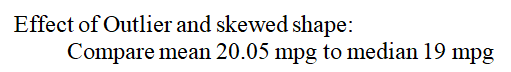 Effect of Outlier and skewed shape:
Compare mean 20.05 mpg to median 19 mpg